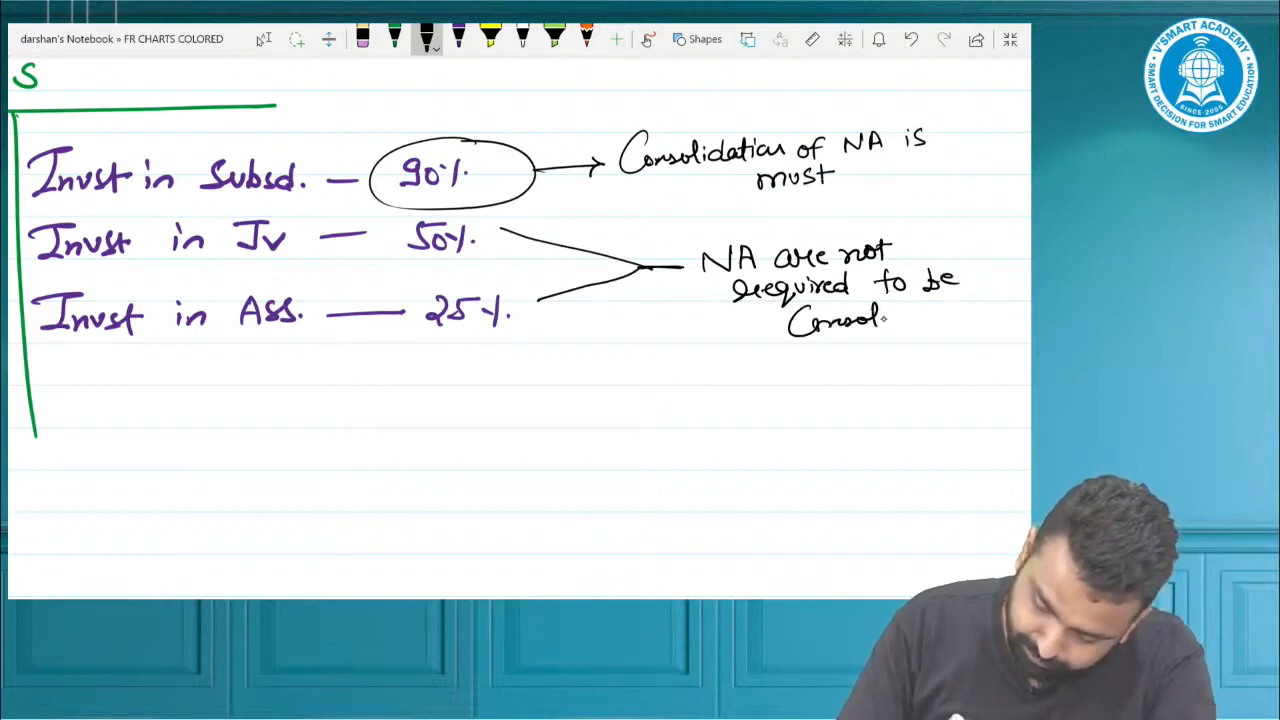 darshan's Notebook » FR CHARTS COLORED
Shapes
V'SMART ACADEMY
SMART DECISION FOR SMART EDUCATION
SINCE-2005
S
Invst in Subsd. — 90%.
Consolidation of NA is
must
Invst in JV — 50%.
NA are not
required to be
Consol
Invst in Ass. — 25%.